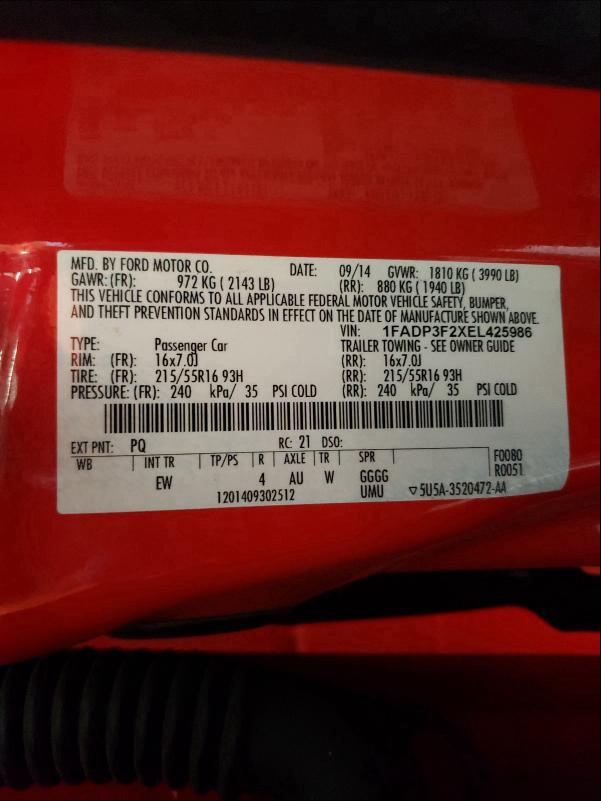 MFD. BY FORD MOTOR CO. DATE: 09/14 GVWR: 1810 KG ( 3990 LB)
GAWR: (FR): 972 KG ( 2143 LB) (RR): 880 KG ( 1940 LB)
THIS VEHICLE CONFORMS TO ALL APPLICABLE FEDERAL MOTOR VEHICLE SAFETY, BUMPER,
AND THEFT PREVENTION STANDARDS IN EFFECT ON THE DATE OF MANUFACTURE SHOWN ABOVE.
VIN: 1FADP3F2XEL425986
TYPE: Passenger Car TRAILER TOWING - SEE OWNER GUIDE
RIM: (FR): 16x7.0J (RR): 16x7.0J
TIRE: (FR): 215/55R16 93H (RR): 215/55R16 93H
PRESSURE: (FR): 240 kPa/ 35 PSI COLD (RR): 240 kPa/ 35 PSI COLD
EXT PNT: PQ RC: 21 DSO: F0080
WB INT TR TP/PS R AXLE TR SPR R0051
EW 4 AU W GGGG
1201409302512 UMU ▽5U5A-3520472-AA